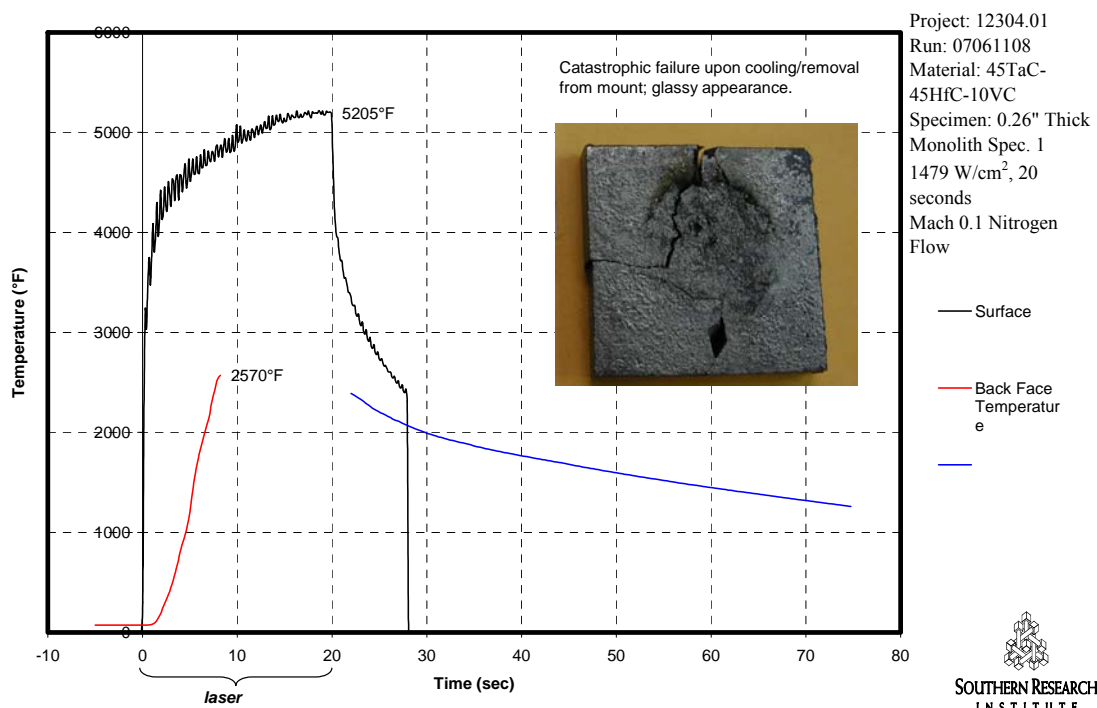 Project: 12304.01
Run: 07061108
Material: 45TaC-
45HfC-10VC
Specimen: 0.26" Thick
Monolith Spec. 1
1479 W/cm², 20
seconds
Mach 0.1 Nitrogen
Flow
Catastrophic failure upon cooling/removal
from mount; glassy appearance.
Temperature (°F)
6000
5000
4000
3000
2000
1000
0
5205°F
2570°F
-10 0 10 20 30 40 50 60 70 80
Time (sec)
laser
Surface
Back Face
Temperatur
e
SOUTHERN RESEARCH
INSTITUTE